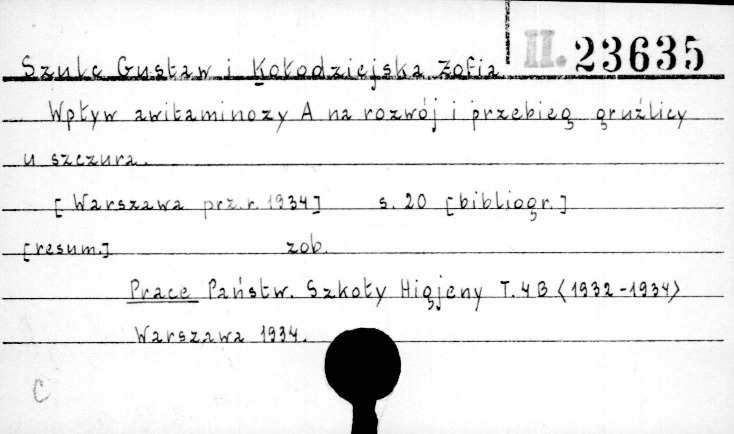 II. 23635
Szulc Gustaw i Kołodziejska Zofia
Wpływ awitaminozy A na rozwój i przebieg gruźlicy
u szczura.
[Warszawa prz. r. 1934] s. 20 [bibliogr.]
[resum.] zob.
Prace Państw. Szkoły Higjeny T. 4 B <1932-1934>
Warszawa 1934.
C